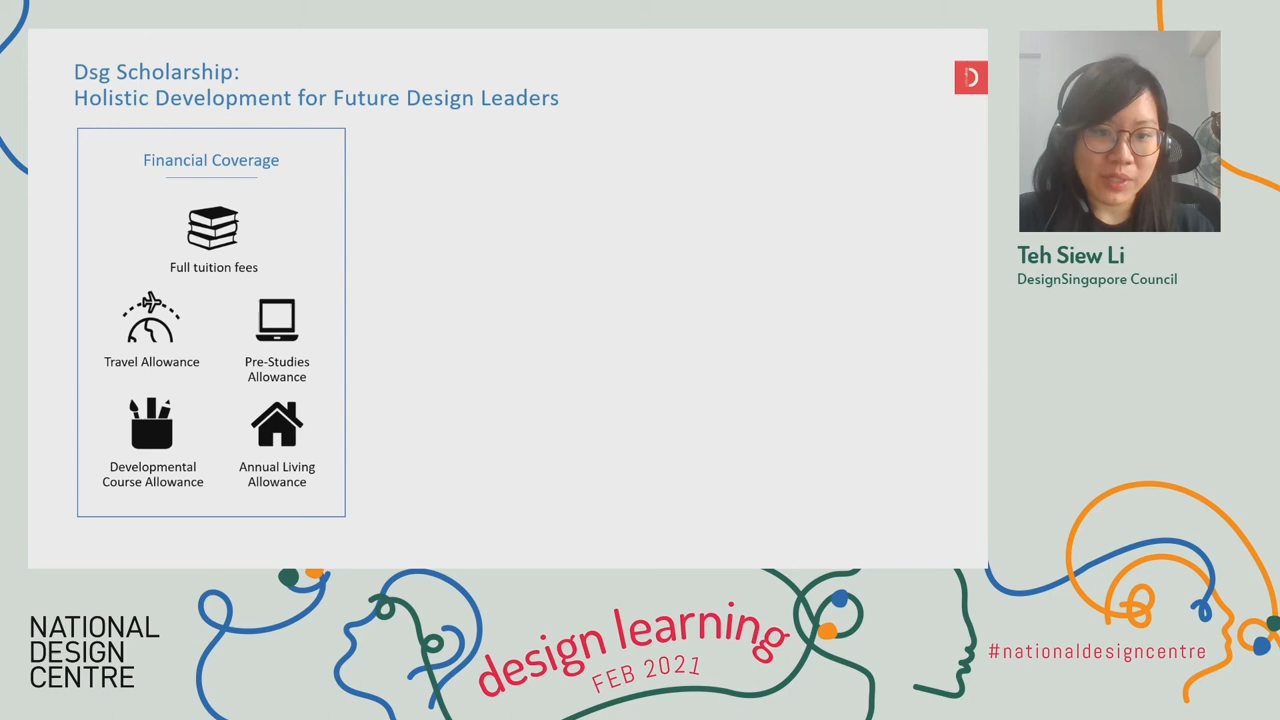 Dsg Scholarship:
Holistic Development for Future Design Leaders
Financial Coverage
Full tuition fees
Travel Allowance
Pre-Studies
Allowance
Developmental
Course Allowance
Annual Living
Allowance
Teh Siew Li
DesignSingapore Council
NATIONAL
DESIGN
CENTRE
design learning
FEB 2021
#nationaldesigncentre